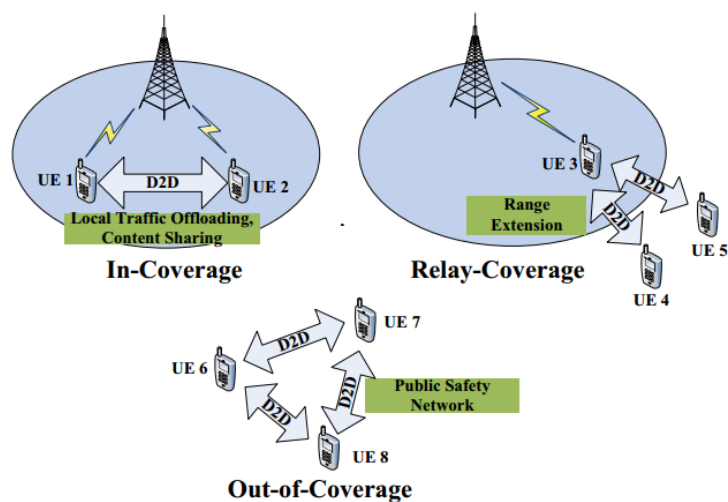 UE 1
D2D
UE 2
Local Traffic Offloading,
Content Sharing
In-Coverage
.
UE 3
D2D
Range
Extension
D2D
UE 5
UE 4
Relay-Coverage
UE 7
D2D
UE 6
D2D
Public Safety
Network
D2D
UE 8
Out-of-Coverage